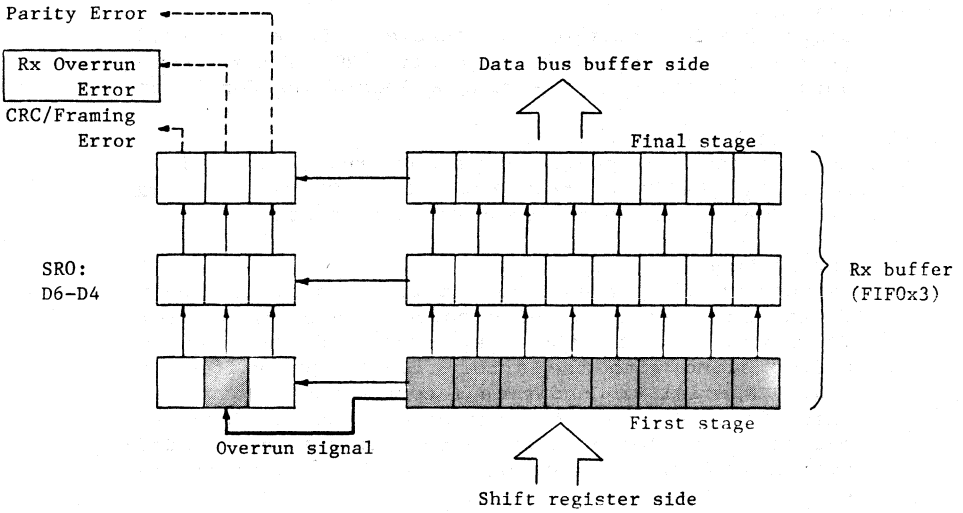 Parity Error
Rx Overrun
Error
CRC/Framing
Error
Data bus buffer side
Final stage
SR0:
D6-D4
Rx buffer
(FIFOx3)
First stage
Overrun signal
Shift register side